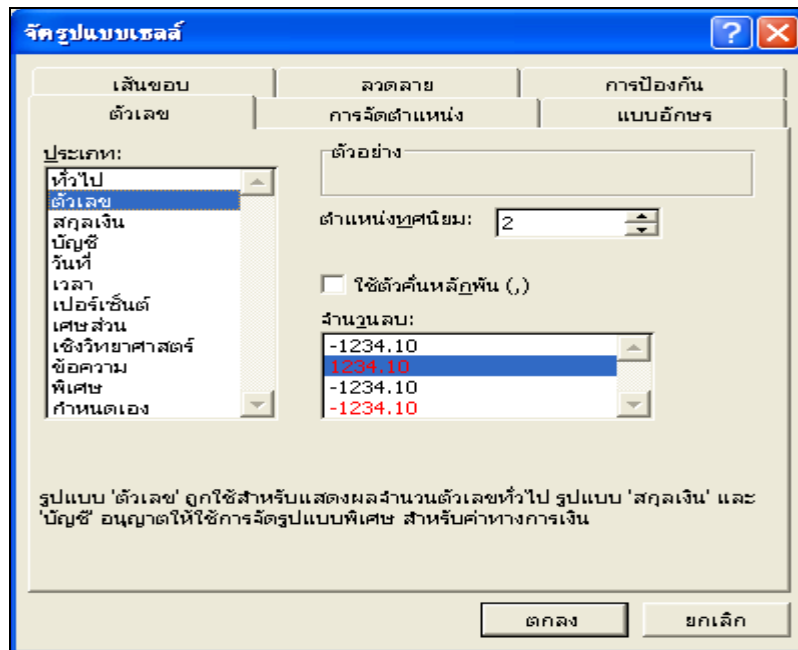 จัดรูปแบบเซลล์
เส้นขอบ ลวดลาย การป้องกัน
ตัวเลข การจัดตำแหน่ง แบบอักษร
ประเภท:
ทั่วไป
ตัวเลข
สกุลเงิน
บัญชี
วันที่
เวลา
เปอร์เซ็นต์
เศษส่วน
เชิงวิทยาศาสตร์
ข้อความ
พิเศษ
กำหนดเอง
ตัวอย่าง
ตำแหน่งทศนิยม: 2
ใช้ตัวคั่นหลักพัน (,)
จำนวนลบ:
-1234.10
1234.10
-1234.10
-1234.10
รูปแบบ 'ตัวเลข' ถูกใช้สำหรับแสดงผลจำนวนตัวเลขทั่วไป รูปแบบ 'สกุลเงิน' และ
'บัญชี' อนุญาตให้ใช้การจัดรูปแบบพิเศษ สำหรับค่าทางการเงิน
ตกลง ยกเลิก